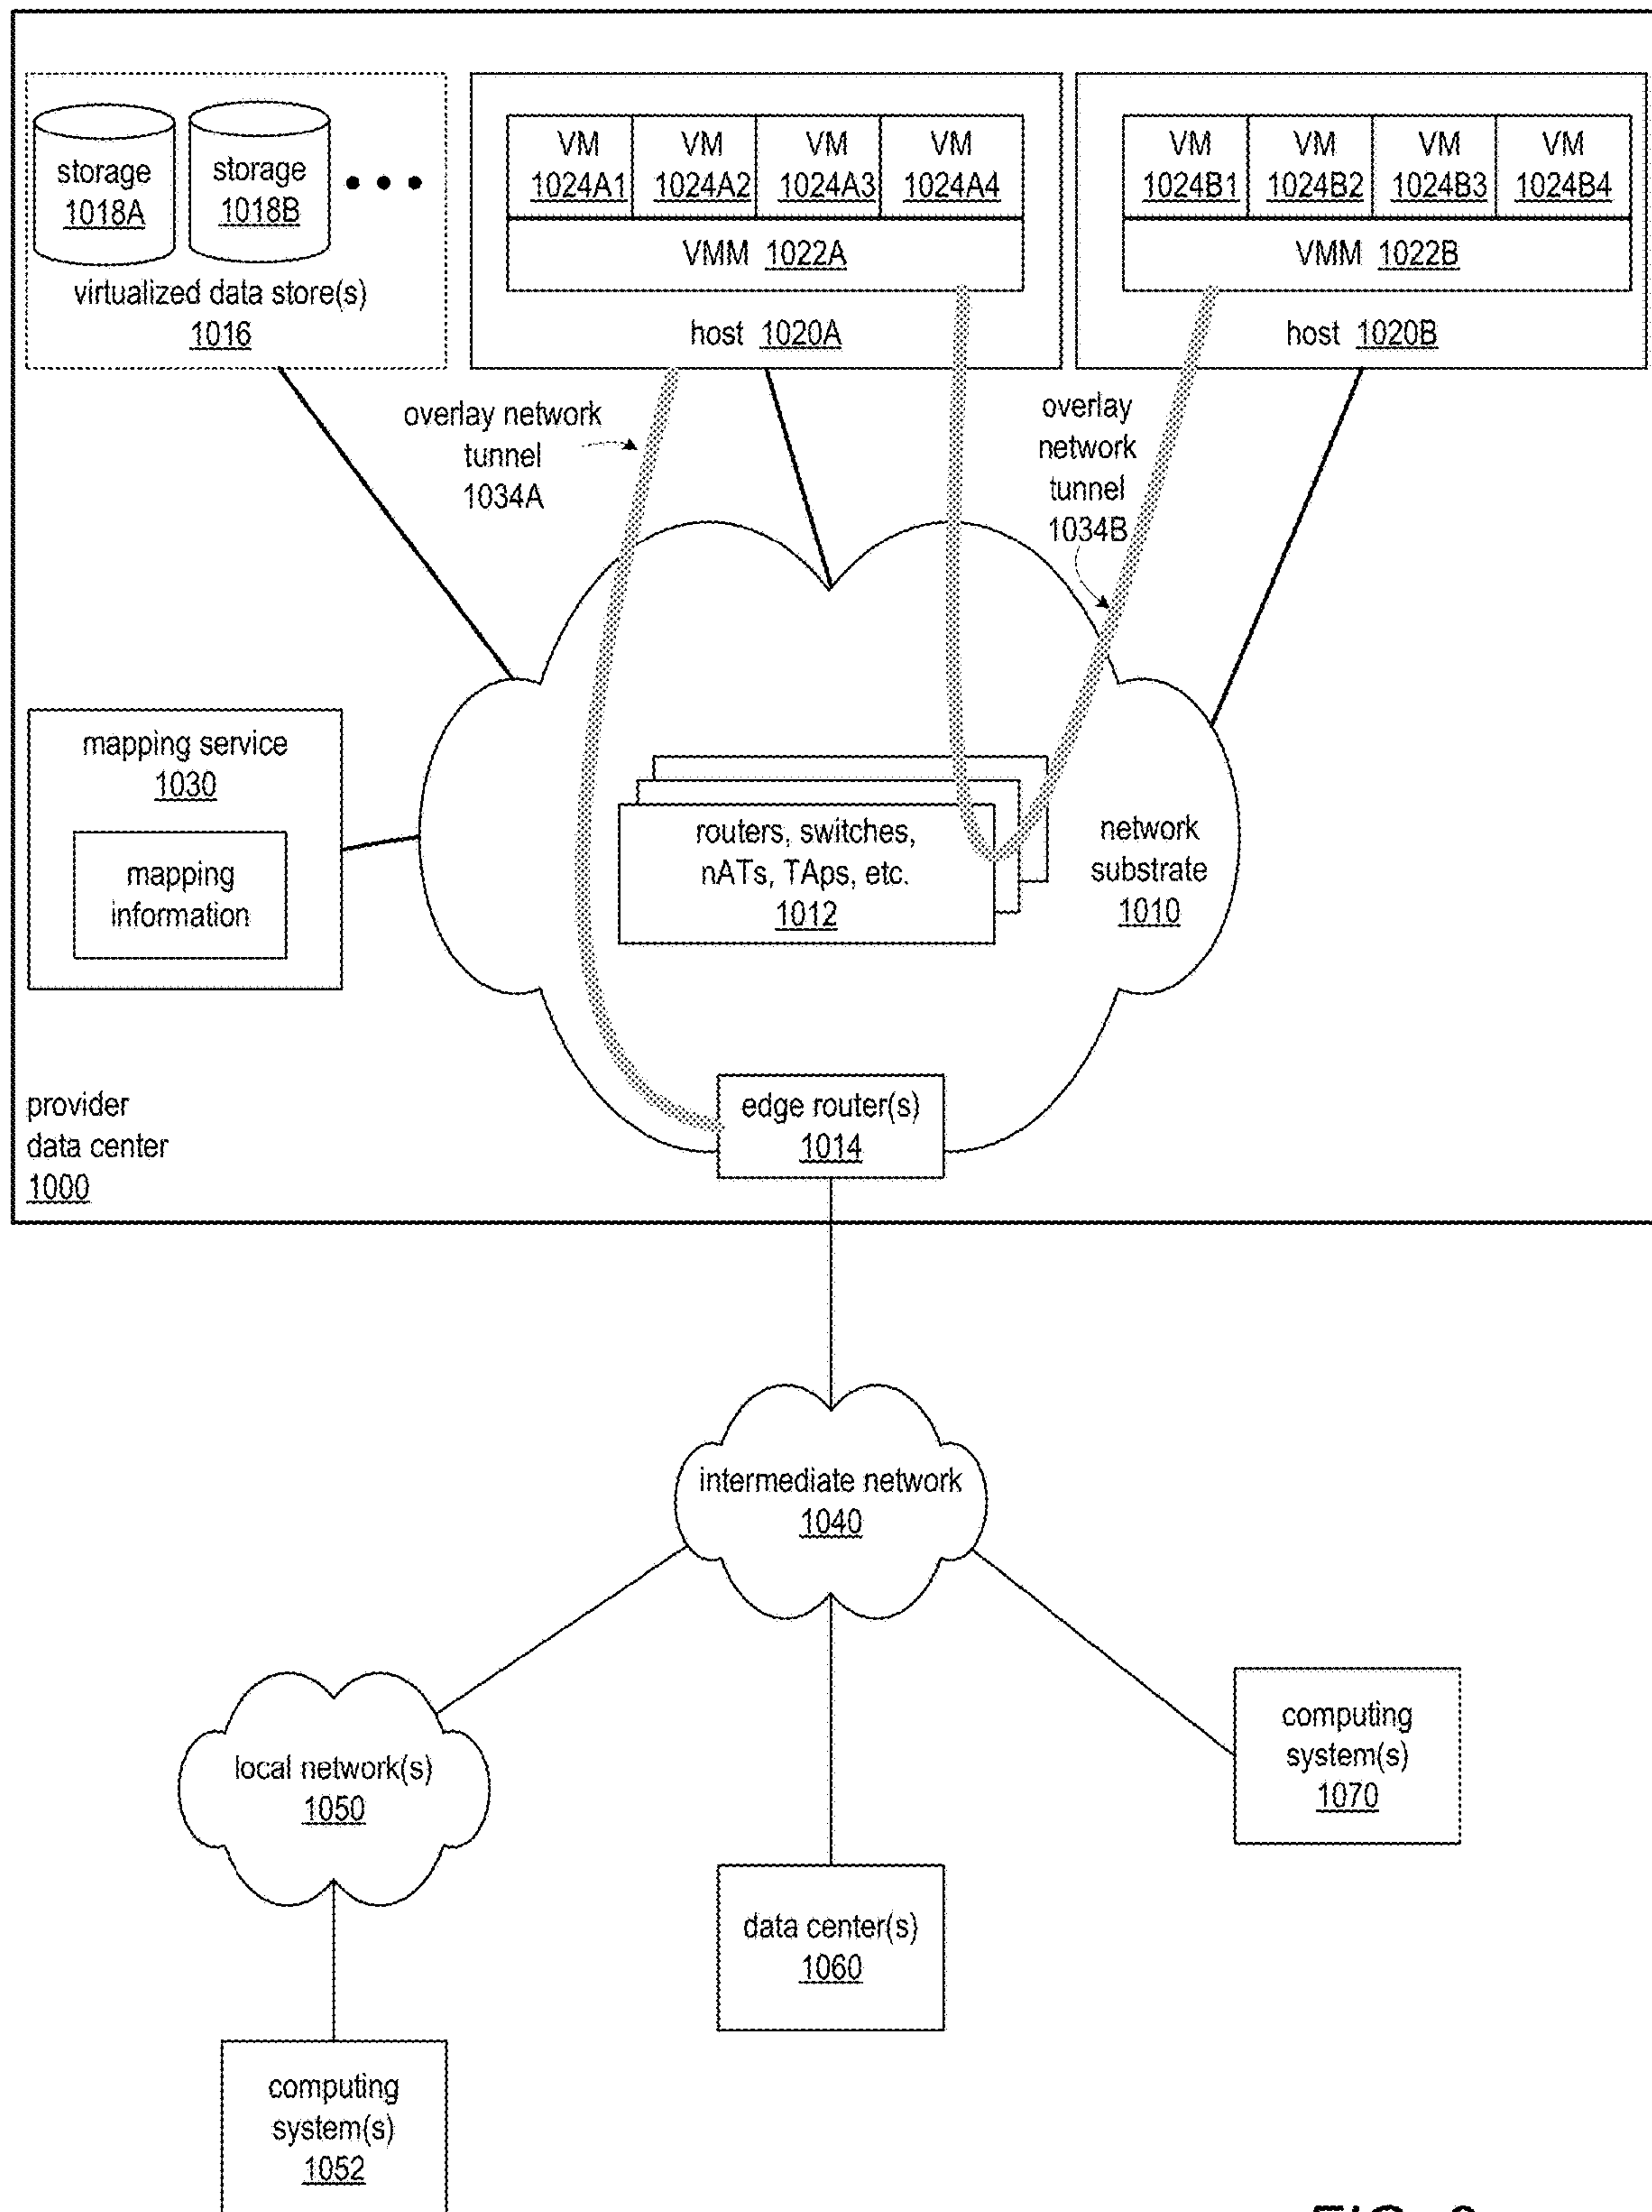 storage
1018A
storage
1018B
virtualized data store(s)
1016
VM
1024A1
VM
1024A2
VM
1024A3
VM
1024A4
VMM 1022A
host 1020A
VM
1024B1
VM
1024B2
VM
1024B3
VM
1024B4
VMM 1022B
host 1020B
overlay network
tunnel
1034A
overlay
network
tunnel
1034B
mapping service
1030
mapping
information
routers, switches,
nATs, TAps, etc.
1012
network
substrate
1010
edge router(s)
1014
provider
data center
1000
intermediate network
1040
local network(s)
1050
computing
system(s)
1070
data center(s)
1060
computing
system(s)
1052